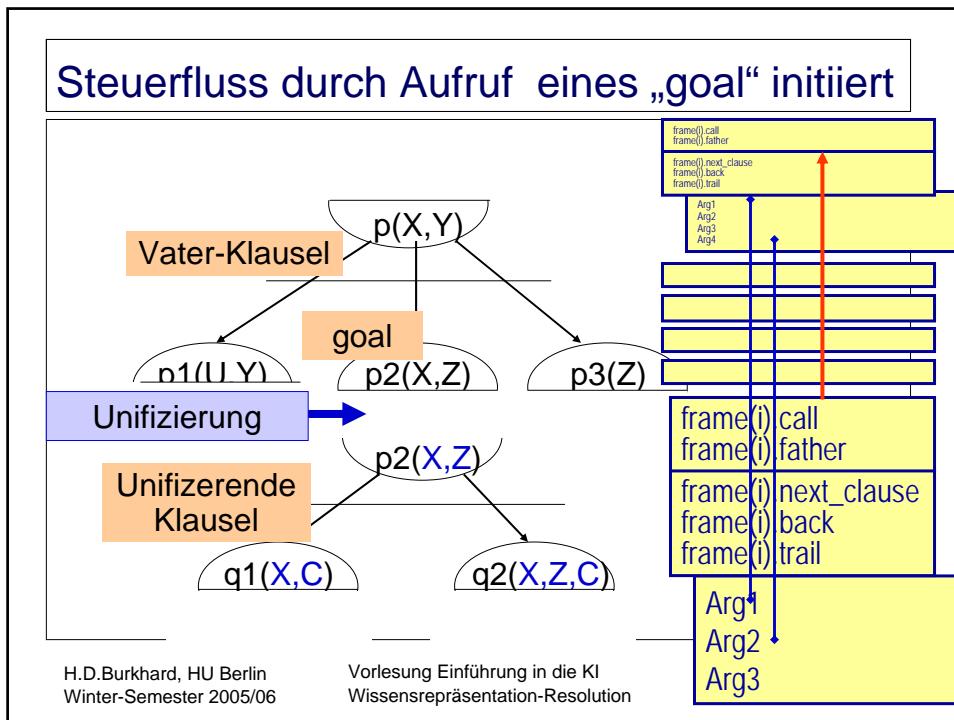 Steuerfluss durch Aufruf eines „goal“ initiiert
frame(i).call
frame(i).father
frame(i).next_clause
frame(i).back
frame(i).trail
Arg1
Arg2
Arg3
Arg4
p(X,Y)
Vater-Klausel
goal
p1(U,Y)
p2(X,Z)
p3(Z)
Unifizierung
p2(X,Z)
Unifizerende
Klausel
q1(X,C)
q2(X,Z,C)
frame(i).call
frame(i).father
frame(i).next_clause
frame(i).back
frame(i).trail
Arg1
Arg2
Arg3
H.D.Burkhard, HU Berlin
Winter-Semester 2005/06
Vorlesung Einführung in die KI
Wissensrepräsentation-Resolution